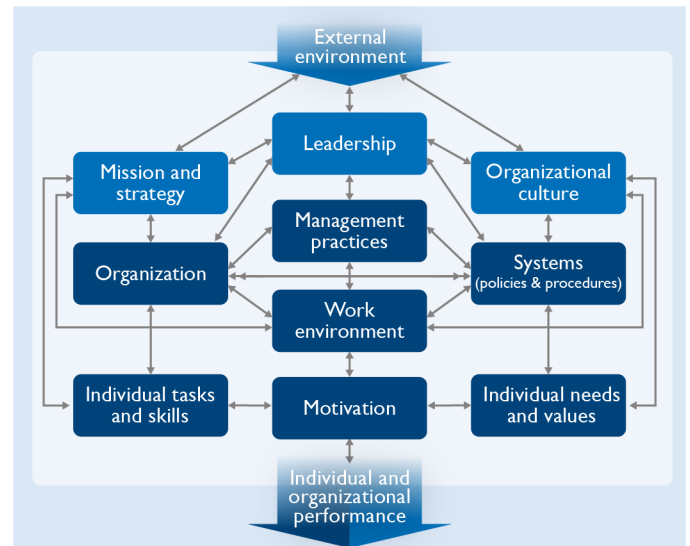 External
environment
Leadership
Mission and
strategy
Organizational
culture
Management
practices
Organization
Systems
(policies & procedures)
Work
environment
Individual tasks
and skills
Motivation
Individual needs
and values
Individual and
organizational
performance